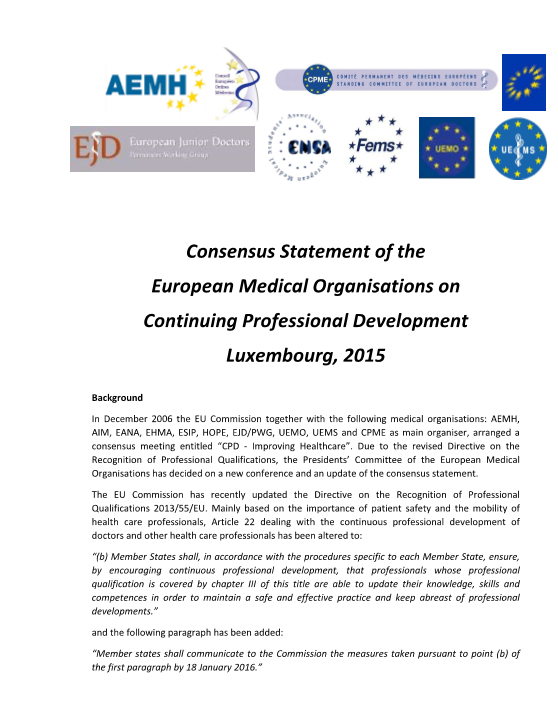 AEMH
Conseil
Européen
Ordres
Médecins
CPME
COMITÉ PERMANENT DES MÉDECINS EUROPÉENS
STANDING COMMITTEE OF EUROPEAN DOCTORS
EJD
European Junior Doctors
Permanent Working Group
European Medical Students' Association
Fems
UEMO
UEMS
Consensus Statement of the
European Medical Organisations on
Continuing Professional Development
Luxembourg, 2015
Background
In December 2006 the EU Commission together with the following medical organisations: AEMH,
AIM, EANA, EHMA, ESIP, HOPE, EJD/PWG, UEMO, UEMS and CPME as main organiser, arranged a
consensus meeting entitled “CPD - Improving Healthcare”. Due to the revised Directive on the
Recognition of Professional Qualifications, the Presidents’ Committee of the European Medical
Organisations has decided on a new conference and an update of the consensus statement.
The EU Commission has recently updated the Directive on the Recognition of Professional
Qualifications 2013/55/EU. Mainly based on the importance of patient safety and the mobility of
health care professionals, Article 22 dealing with the continuous professional development of
doctors and other health care professionals has been altered to:
“(b) Member States shall, in accordance with the procedures specific to each Member State, ensure,
by encouraging continuous professional development, that professionals whose professional
qualification is covered by chapter III of this title are able to update their knowledge, skills and
competences in order to maintain a safe and effective practice and keep abreast of professional
developments.”
and the following paragraph has been added:
“Member states shall communicate to the Commission the measures taken pursuant to point (b) of
the first paragraph by 18 January 2016.”